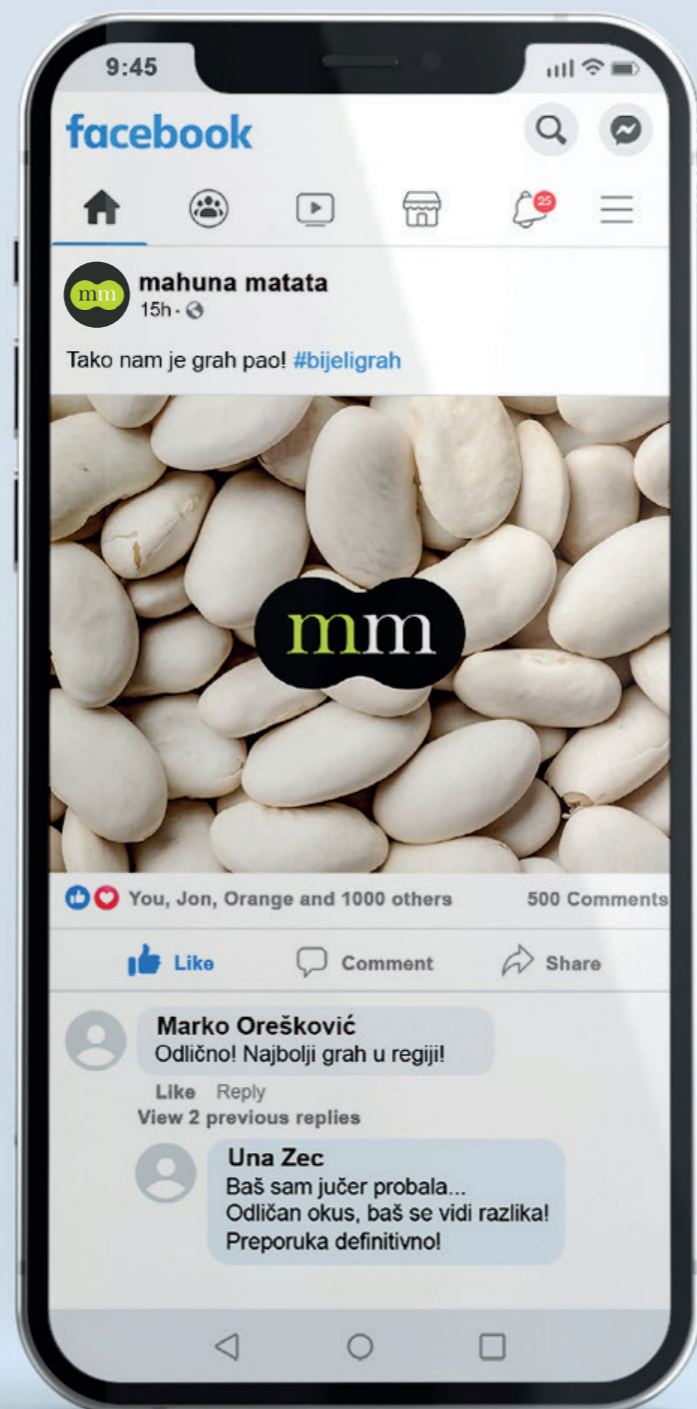 9:45
facebook
25
mm
mahuna matata
15h ·
Tako nam je grah pao! #bijeligrah
mm
You, Jon, Orange and 1000 others 500 Comments
Like Comment Share
Marko Orešković
Odlično! Najbolji grah u regiji!
Like Reply
View 2 previous replies
Una Zec
Baš sam jučer probala...
Odličan okus, baš se vidi razlika!
Preporuka definitivno!